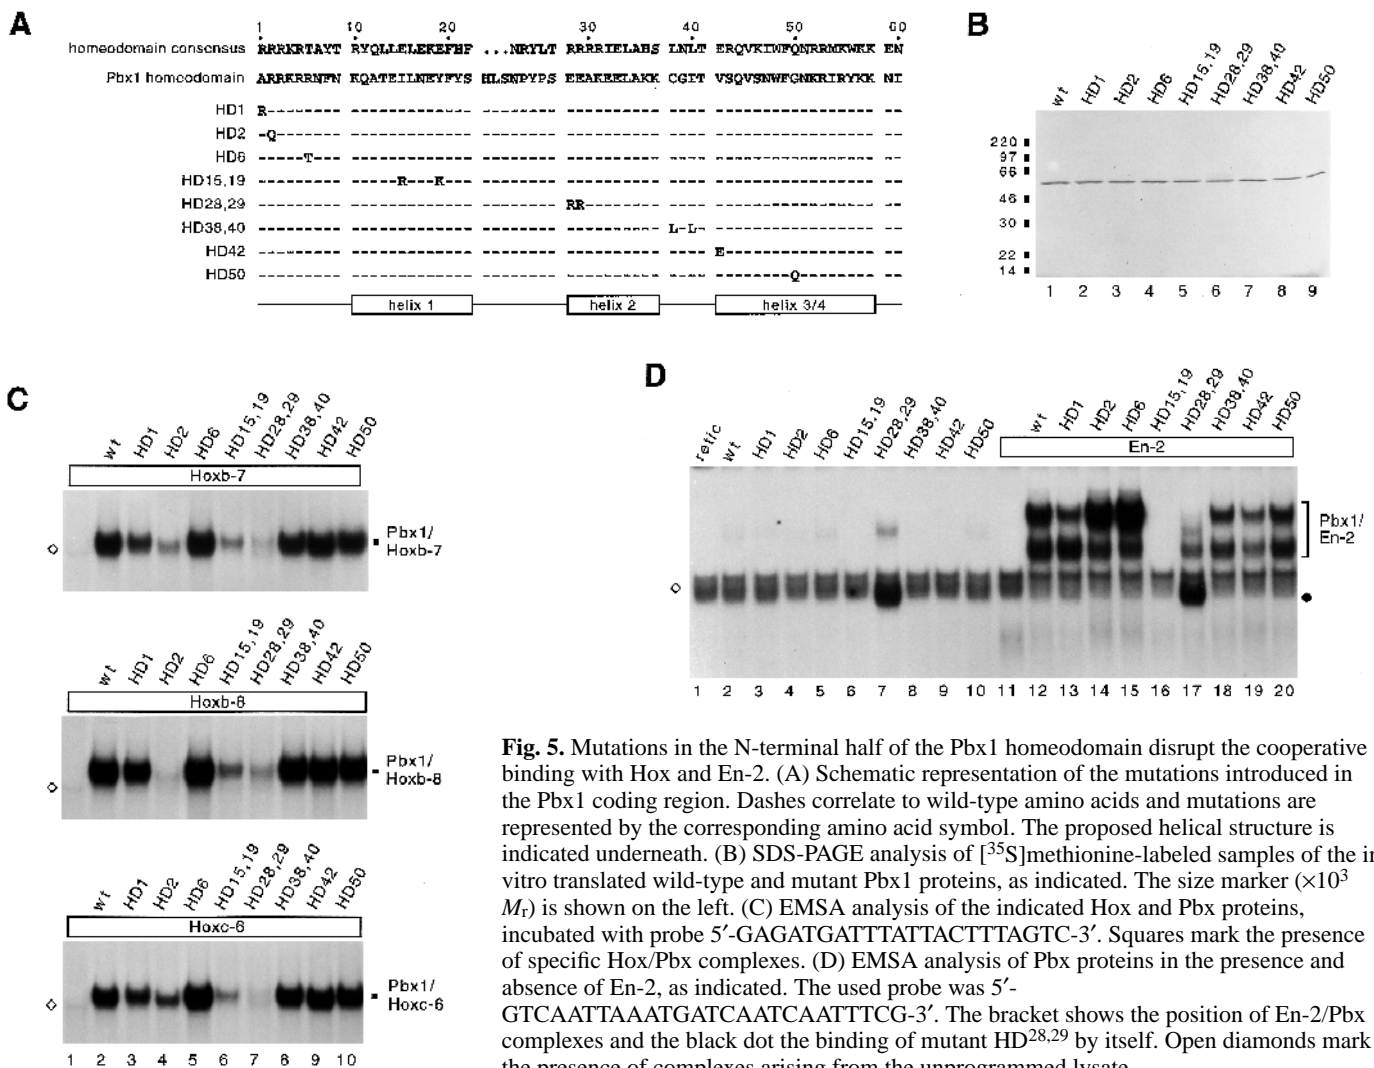 A
1 10 20 30 40 50 60
homeodomain consensus RRRKRTAYT RYQLLELEKEFHF ...NRYLT RRRRIELAHS LNLT ERQVKIWFQNRRMKWKK EN
Pbx1 homeodomain ARRKRRNFN KQATEILNEYFYS HLSNPYPS EEAKEELAKK CGIT VSQVSNWFGNKRIRYKK NI
HD1 R
HD2 Q
HD6 T
HD15,19 R R
HD28,29 RR
HD38,40 L L
HD42 E
HD50 Q
helix 1 helix 2 helix 3/4
B
wt HD1 HD2 HD6 HD15,19 HD28,29 HD38,40 HD42 HD50
220
97
66
46
30
22
14
1 2 3 4 5 6 7 8 9
C
wt HD1 HD2 HD6 HD15,19 HD28,29 HD38,40 HD42 HD50
Hoxb-7
Pbx1/
Hoxb-7
wt HD1 HD2 HD6 HD15,19 HD28,29 HD38,40 HD42 HD50
Hoxb-8
Pbx1/
Hoxb-8
wt HD1 HD2 HD6 HD15,19 HD28,29 HD38,40 HD42 HD50
Hoxc-6
Pbx1/
Hoxc-6
1 2 3 4 5 6 7 8 9 10
D
retic wt HD1 HD2 HD6 HD15,19 HD28,29 HD38,40 HD42 HD50 wt HD1 HD2 HD6 HD15,19 HD28,29 HD38,40 HD42 HD50
En-2
Pbx1/
En-2
1 2 3 4 5 6 7 8 9 10 11 12 13 14 15 16 17 18 19 20
Fig. 5. Mutations in the N-terminal half of the Pbx1 homeodomain disrupt the cooperative
binding with Hox and En-2. (A) Schematic representation of the mutations introduced in
the Pbx1 coding region. Dashes correlate to wild-type amino acids and mutations are
represented by the corresponding amino acid symbol. The proposed helical structure is
indicated underneath. (B) SDS-PAGE analysis of [35S]methionine-labeled samples of the in
vitro translated wild-type and mutant Pbx1 proteins, as indicated. The size marker (×10³
Mr) is shown on the left. (C) EMSA analysis of the indicated Hox and Pbx proteins,
incubated with probe 5′-GAGATGATTTATTACTTTAGTC-3′. Squares mark the presence
of specific Hox/Pbx complexes. (D) EMSA analysis of Pbx proteins in the presence and
absence of En-2, as indicated. The used probe was 5′-
GTCAATTAAATGATCAATCAATTTCG-3′. The bracket shows the position of En-2/Pbx
complexes and the black dot the binding of mutant HD28,29 by itself. Open diamonds mark
the presence of complexes arising from the unprogrammed lysate